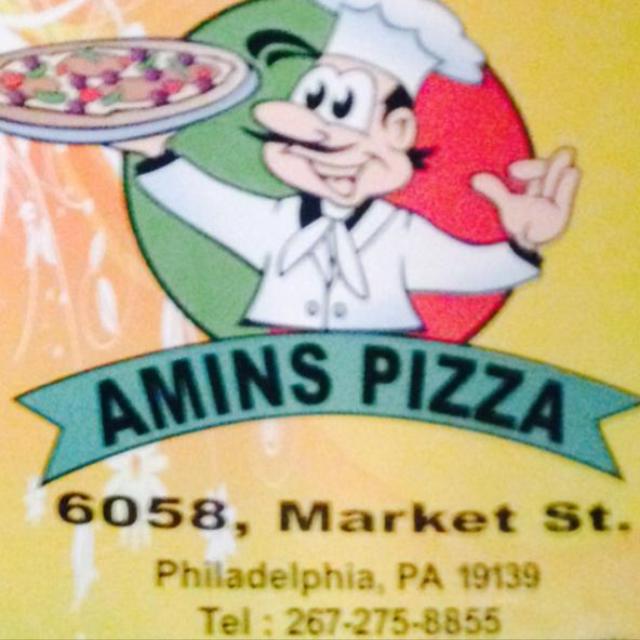 AMINS PIZZA
6058, Market St.
Philadelphia, PA 19139
Tel : 267-275-8855